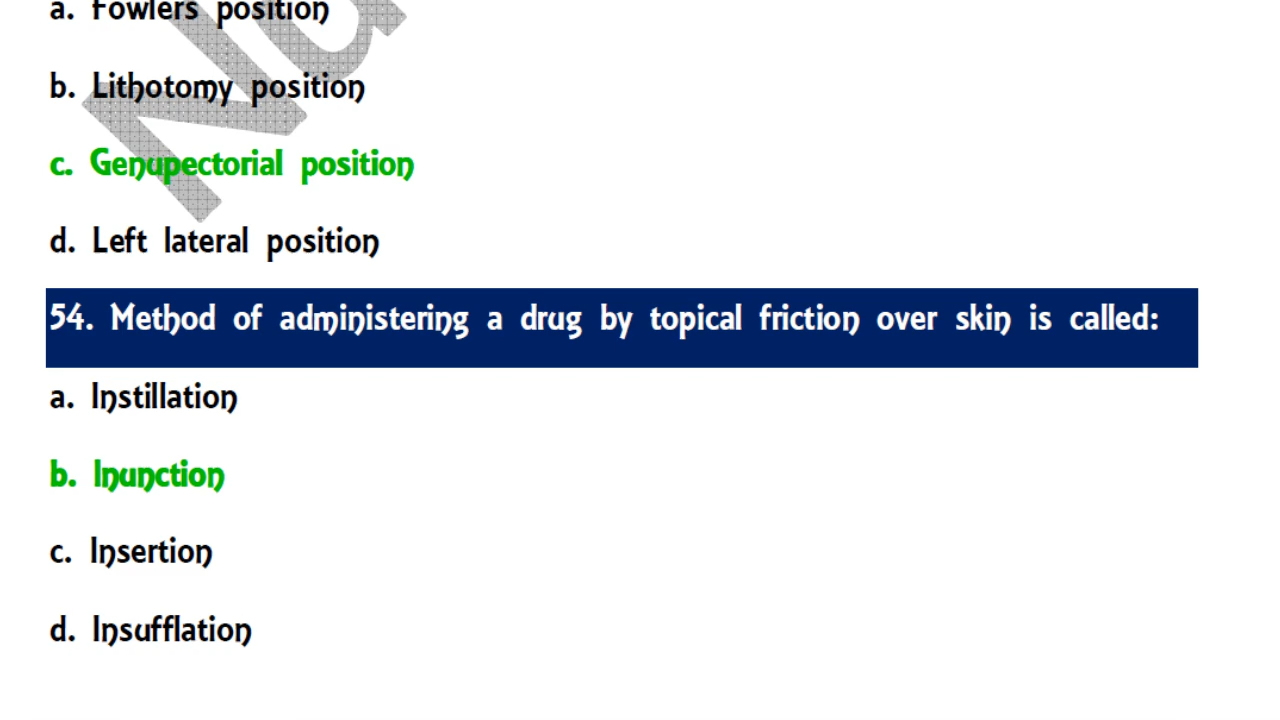 a. Fowlers position
b. Lithotomy position
c. Genupectorial position
d. Left lateral position
54. Method of administering a drug by topical friction over skin is called:
a. Instillation
b. Inunction
c. Insertion
d. Insufflation